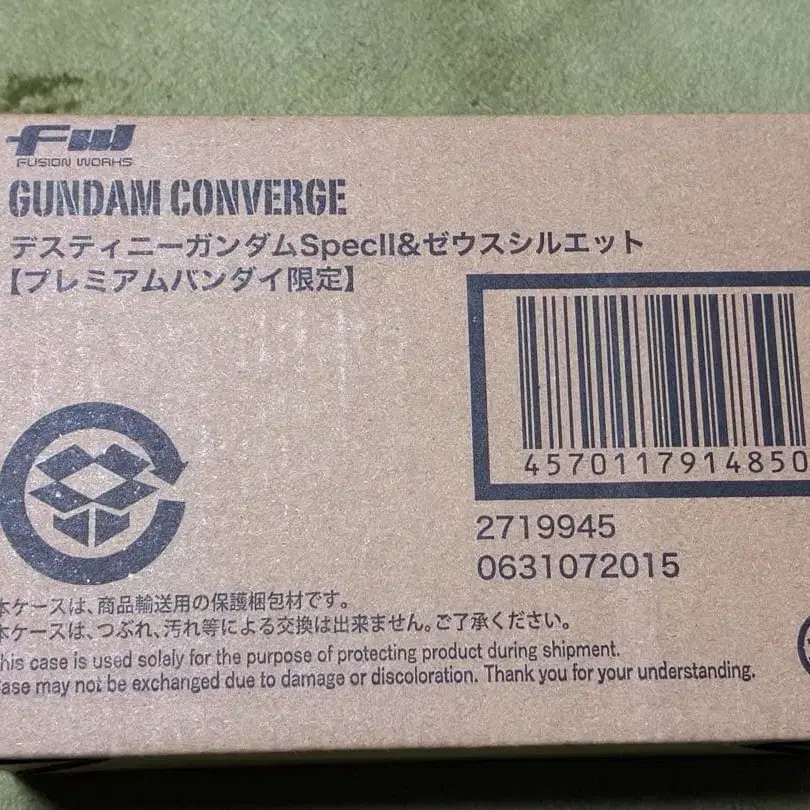 FW
FUSION WORKS
GUNDAM CONVERGE
デスティニーガンダムSpecII&ゼウスシルエット
【プレミアムバンダイ限定】
4570117914850
2719945
0631072015
本ケースは、商品輸送用の保護梱包材です。
本ケースは、つぶれ、汚れ等による交換は出来ません。ご了承ください。
his case is used solaly for the purpose of protecting product during shipment.
ase may not be exchanged due to damage or discoloration. Thank you for your understanding.